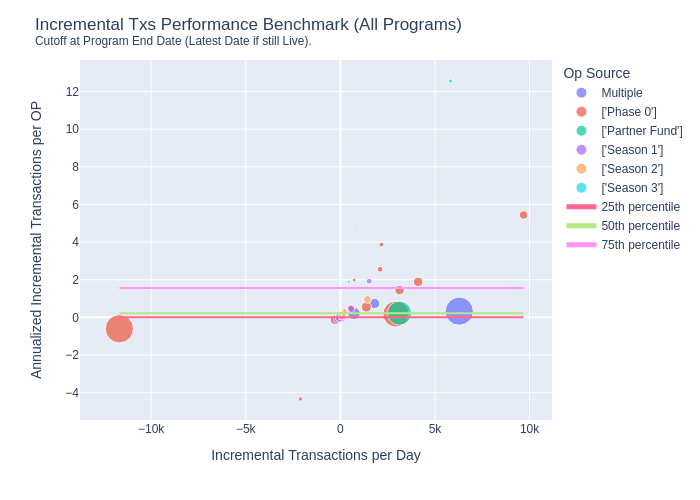 Incremental Txs Performance Benchmark (All Programs)
Cutoff at Program End Date (Latest Date if still Live).
Annualized Incremental Transactions per OP
12
10
8
6
4
2
0
−2
−4
−10k
−5k
0
5k
10k
Incremental Transactions per Day
Op Source
Multiple
['Phase 0']
['Partner Fund']
['Season 1']
['Season 2']
['Season 3']
25th percentile
50th percentile
75th percentile